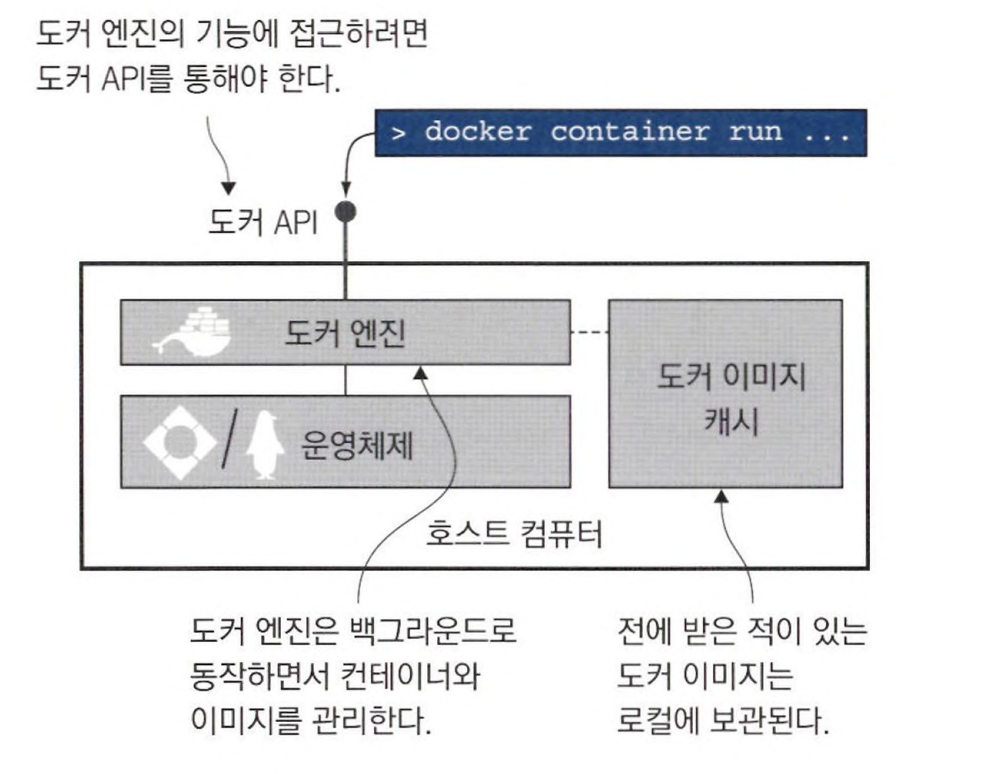 도커 엔진의 기능에 접근하려면
도커 API를 통해야 한다.
> docker container run ...
도커 API
도커 엔진
도커 이미지
캐시
운영체제
호스트 컴퓨터
도커 엔진은 백그라운드로
동작하면서 컨테이너와
이미지를 관리한다.
전에 받은 적이 있는
도커 이미지는
로컬에 보관된다.